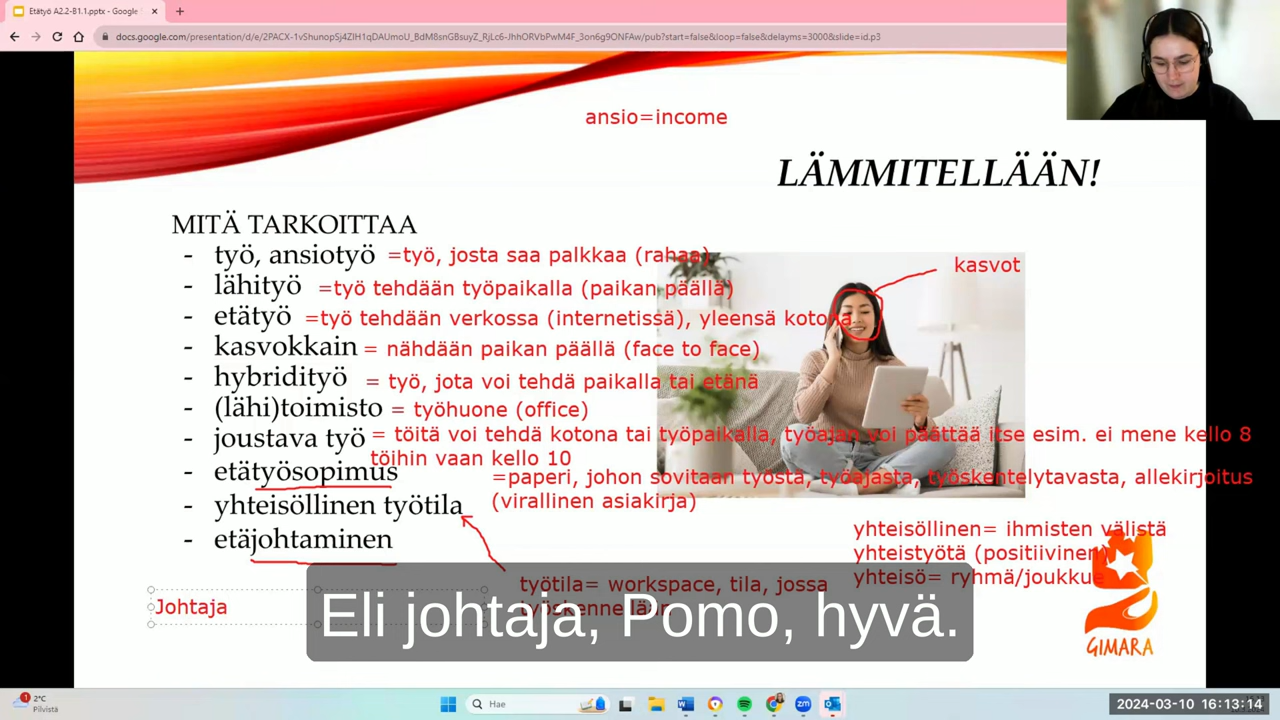 Etätyö A2.2-B1.1.pptx - Google
docs.google.com/presentation/d/e/2PACX-1vShunopSj4ZIH1qDAUmoU_BdM8snGBsuyZ_RjLc6-JhhORVbPwM4F_3on6g9ONFAw/pub?start=false&loop=false&delayms=3000&slide=id.p3
ansio=income
LÄMMITELLÄÄN!
MITÄ TARKOITTAA
- työ, ansiotyö =työ, josta saa palkkaa (rahaa)
kasvot
- lähityö =työ tehdään työpaikalla (paikan päällä)
- etätyö =työ tehdään verkossa (internetissä), yleensä kotona
- kasvokkain = nähdään paikan päällä (face to face)
- hybridityö = työ, jota voi tehdä paikalla tai etänä
- (lähi)toimisto = työhuone (office)
- joustava työ = töitä voi tehdä kotona tai työpaikalla, työajan voi päättää itse esim. ei mene kello 8
töihin vaan kello 10
- etätyösopimus =paperi, johon sovitaan työstä, työajasta, työskentelytavasta, allekirjoitus
(virallinen asiakirja)
- yhteisöllinen työtila
- etäjohtaminen
yhteisöllinen= ihmisten välistä
yhteistyötä (positiivinen)
yhteisö= ryhmä/joukkue
työtila= workspace, tila, jossa
Johtaja
Eli johtaja, Pomo, hyvä.
GIMARA
1
2°C
Pilvistä
Hae
2024-03-10 16:13:14